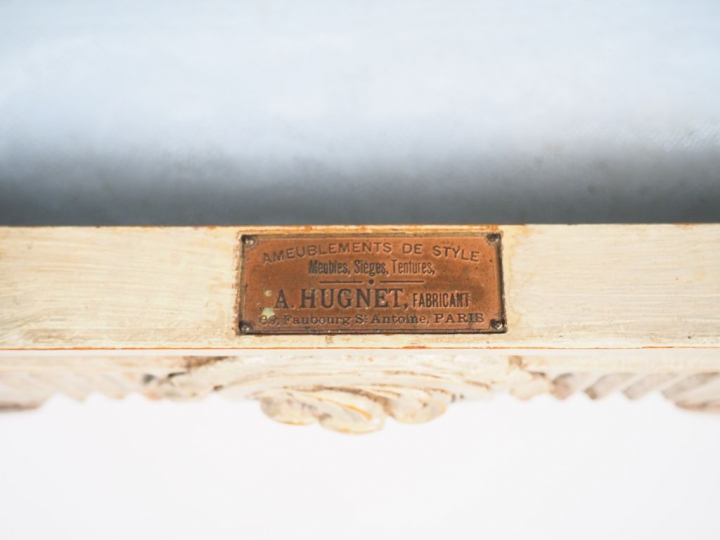 AMEUBLEMENTS DE STYLE.
Meubles, Sièges, Tentures,
A. HUGNET, FABRICANT
Faubourg St Antoine, PARIS